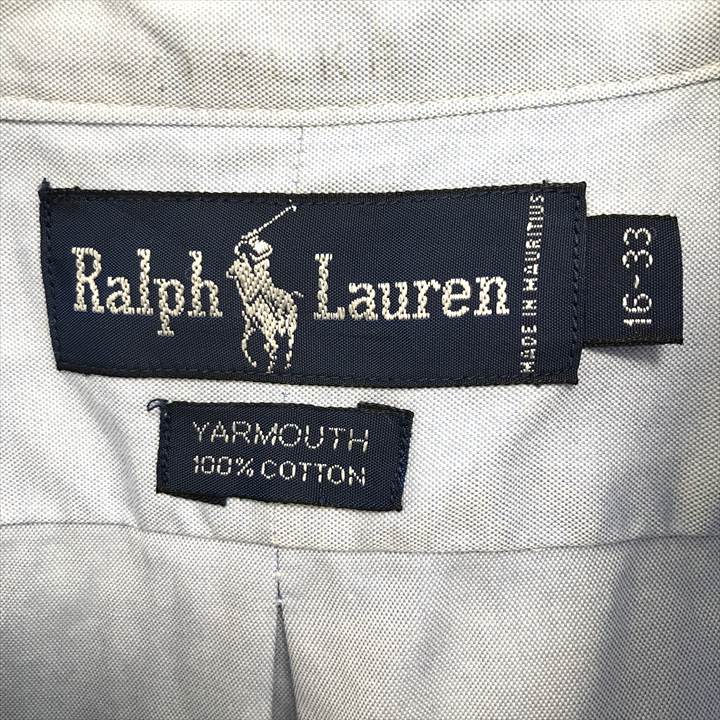 Ralph Lauren
MADE IN MAURITIUS
16-33
YARMOUTH
100% COTTON